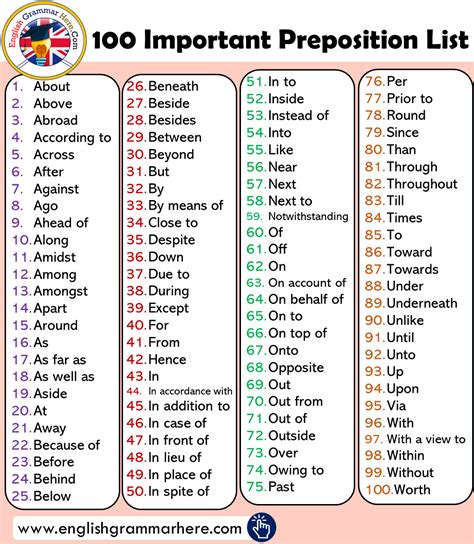 English Grammar Here.Com
100 Important Preposition List
1. About
2. Above
3. Abroad
4. According to
5. Across
6. After
7. Against
8. Ago
9. Ahead of
10. Along
11. Amidst
12. Among
13. Amongst
14. Apart
15. Around
16. As
17. As far as
18. As well as
19. Aside
20. At
21. Away
22. Because of
23. Before
24. Behind
25. Below
26. Beneath
27. Beside
28. Besides
29. Between
30. Beyond
31. But
32. By
33. By means of
34. Close to
35. Despite
36. Down
37. Due to
38. During
39. Except
40. For
41. From
42. Hence
43. In
44. In accordance with
45. In addition to
46. In case of
47. In front of
48. In lieu of
49. In place of
50. In spite of
51. In to
52. Inside
53. Instead of
54. Into
55. Like
56. Near
57. Next
58. Next to
59. Notwithstanding
60. Of
61. Off
62. On
63. On account of
64. On behalf of
65. On to
66. On top of
67. Onto
68. Opposite
69. Out
70. Out from
71. Out of
72. Outside
73. Over
74. Owing to
75. Past
76. Per
77. Prior to
78. Round
79. Since
80. Than
81. Through
82. Throughout
83. Till
84. Times
85. To
86. Toward
87. Towards
88. Under
89. Underneath
90. Unlike
91. Until
92. Unto
93. Up
94. Upon
95. Via
96. With
97. With a view to
98. Within
99. Without
100. Worth
www.englishgrammarhere.com